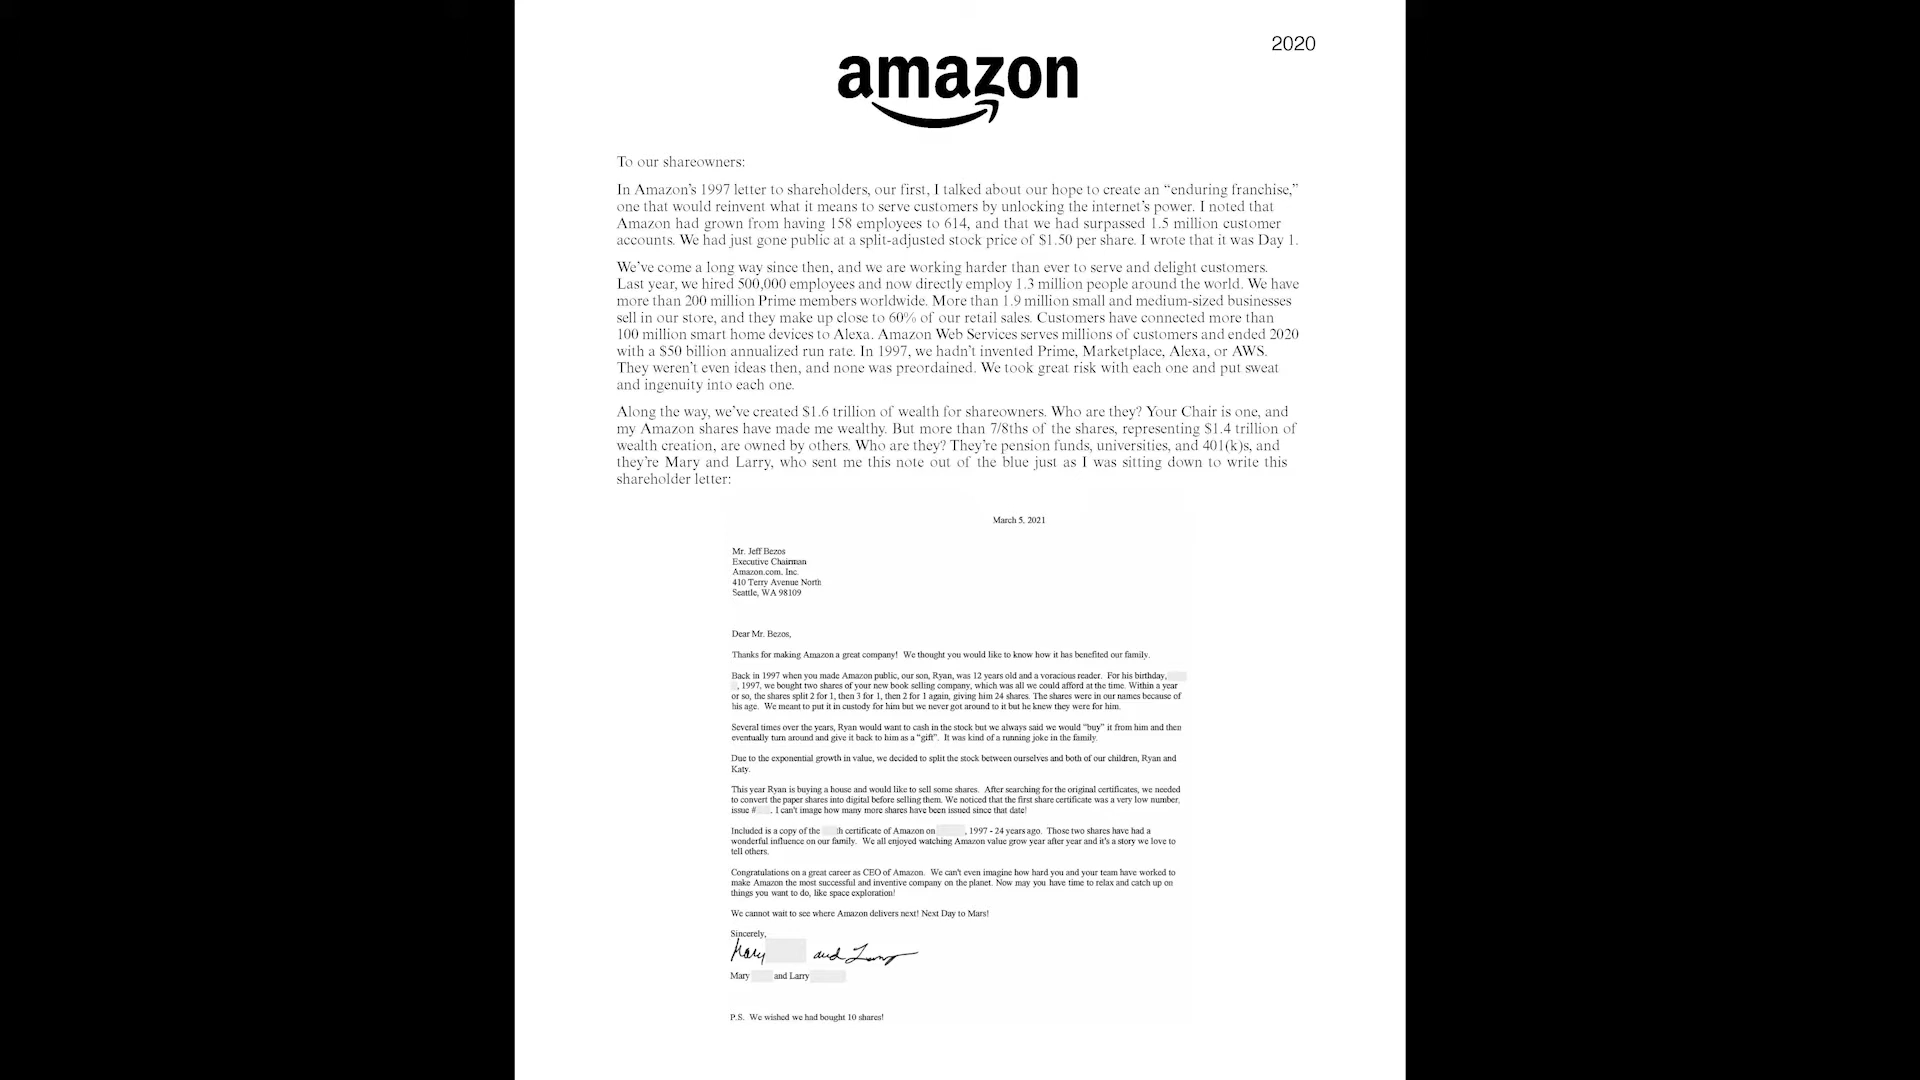 2020
amazon
To our shareowners:
In Amazon's 1997 letter to shareholders, our first, I talked about our hope to create an “enduring franchise,”
one that would reinvent what it means to serve customers by unlocking the internet's power. I noted that
Amazon had grown from having 158 employees to 614, and that we had surpassed 1.5 million customer
accounts. We had just gone public at a split-adjusted stock price of $1.50 per share. I wrote that it was Day 1.
We've come a long way since then, and we are working harder than ever to serve and delight customers.
Last year, we hired 500,000 employees and now directly employ 1.3 million people around the world. We have
more than 200 million Prime members worldwide. More than 1.9 million small and medium-sized businesses
sell in our store, and they make up close to 60% of our retail sales. Customers have connected more than
100 million smart home devices to Alexa. Amazon Web Services serves millions of customers and ended 2020
with a $50 billion annualized run rate. In 1997, we hadn't invented Prime, Marketplace, Alexa, or AWS.
They weren't even ideas then, and none was preordained. We took great risk with each one and put sweat
and ingenuity into each one.
Along the way, we've created $1.6 trillion of wealth for shareowners. Who are they? Your Chair is one, and
my Amazon shares have made me wealthy. But more than 7/8ths of the shares, representing $1.4 trillion of
wealth creation, are owned by others. Who are they? They're pension funds, universities, and 401(k)s, and
they're Mary and Larry, who sent me this note out of the blue just as I was sitting down to write this
shareholder letter:
March 5, 2021
Mr. Jeff Bezos
Executive Chairman
Amazon.com, Inc.
410 Terry Avenue North
Seattle, WA 98109
Dear Mr. Bezos,
Thanks for making Amazon a great company! We thought you would like to know how it has benefited our family.
Back in 1997 when you made Amazon public, our son, Ryan, was 12 years old and a voracious reader. For his birthday,
, 1997, we bought two shares of your new book selling company, which was all we could afford at the time. Within a year
or so, the shares split 2 for 1, then 3 for 1, then 2 for 1 again, giving him 24 shares. The shares were in our names because of
his age. We meant to put it in custody for him but we never got around to it but he knew they were for him.
Several times over the years, Ryan would want to cash in the stock but we always said we would “buy” it from him and then
eventually turn around and give it back to him as a “gift”. It was kind of a running joke in the family.
Due to the exponential growth in value, we decided to split the stock between ourselves and both of our children, Ryan and
Katy.
This year Ryan is buying a house and would like to sell some shares. After searching for the original certificates, we needed
to convert the paper shares into digital before selling them. We noticed that the first share certificate was a very low number,
issue # . I can't image how many more shares have been issued since that date!
Included is a copy of the th certificate of Amazon on , 1997 - 24 years ago. Those two shares have had a
wonderful influence on our family. We all enjoyed watching Amazon value grow year after year and it's a story we love to
tell others.
Congratulations on a great career as CEO of Amazon. We can't even imagine how hard you and your team have worked to
make Amazon the most successful and inventive company on the planet. Now may you have time to relax and catch up on
things you want to do, like space exploration!
We cannot wait to see where Amazon delivers next! Next Day to Mars!
Sincerely,
Mary and Larry
Mary and Larry
P.S. We wished we had bought 10 shares!